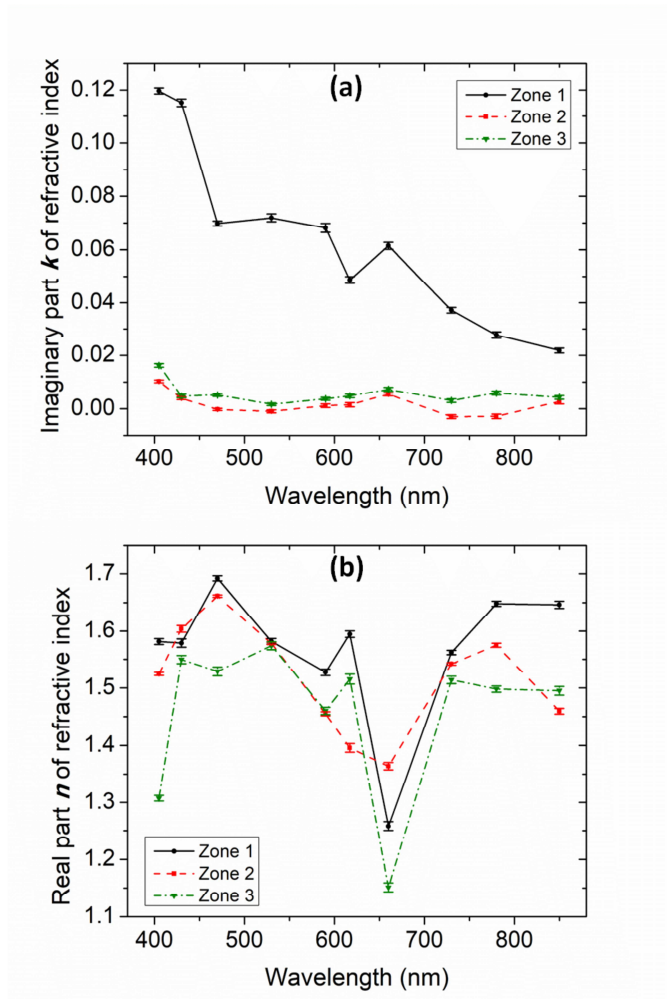 (a)
Zone 1
Zone 2
Zone 3
0.12
0.10
0.08
0.06
0.04
0.02
0.00
Imaginary part k of refractive index
400 500 600 700 800
Wavelength (nm)
(b)
1.7
1.6
1.5
1.4
1.3
1.2
1.1
Real part n of refractive index
Zone 1
Zone 2
Zone 3
400 500 600 700 800
Wavelength (nm)